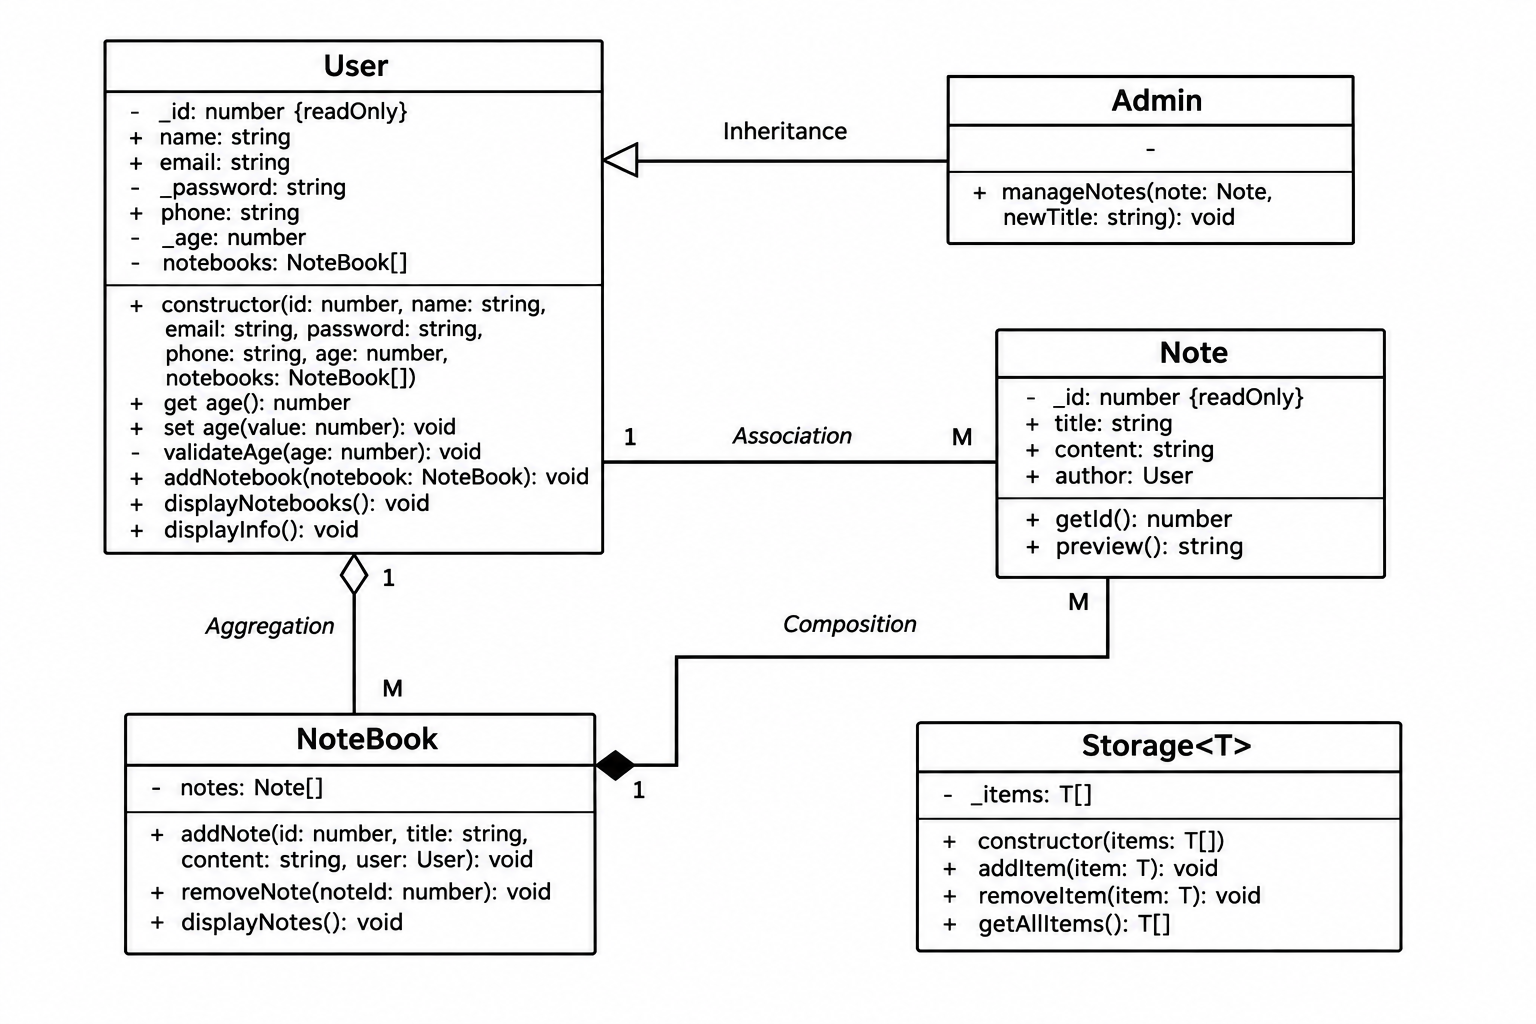 User
- _id: number {readOnly}
+ name: string
+ email: string
- _password: string
+ phone: string
- _age: number
- notebooks: NoteBook[]
+ constructor(id: number, name: string,
email: string, password: string,
phone: string, age: number,
notebooks: NoteBook[])
+ get age(): number
+ set age(value: number): void
- validateAge(age: number): void
+ addNotebook(notebook: NoteBook): void
+ displayNotebooks(): void
+ displayInfo(): void
Inheritance
Admin
-
+ manageNotes(note: Note,
newTitle: string): void
1 Association M
Note
- _id: number {readOnly}
+ title: string
+ content: string
+ author: User
+ getId(): number
+ preview(): string
1
Aggregation
M
M
Composition
1
NoteBook
- notes: Note[]
+ addNote(id: number, title: string,
content: string, user: User): void
+ removeNote(noteId: number): void
+ displayNotes(): void
Storage<T>
- _items: T[]
+ constructor(items: T[])
+ addItem(item: T): void
+ removeItem(item: T): void
+ getAllItems(): T[]